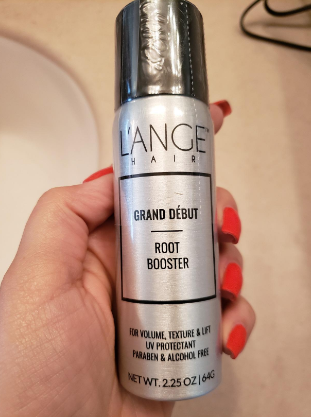 L'ANGE
HAIR
GRAND DÉBUT
ROOT
BOOSTER
FOR VOLUME, TEXTURE & LIFT
UV PROTECTANT
PARABEN & ALCOHOL FREE
NET WT. 2.25 OZ | 64G